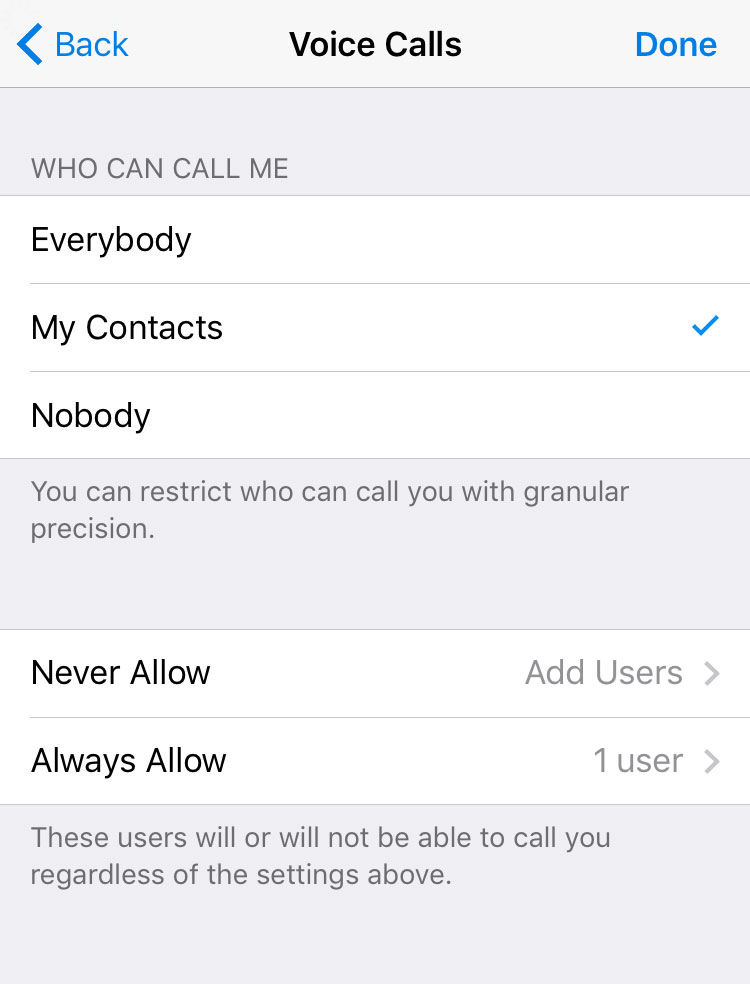 Back
Voice Calls
Done
WHO CAN CALL ME
Everybody
My Contacts
Nobody
You can restrict who can call you with granular
precision.
Never Allow
Add Users
Always Allow
1 user
These users will or will not be able to call you
regardless of the settings above.